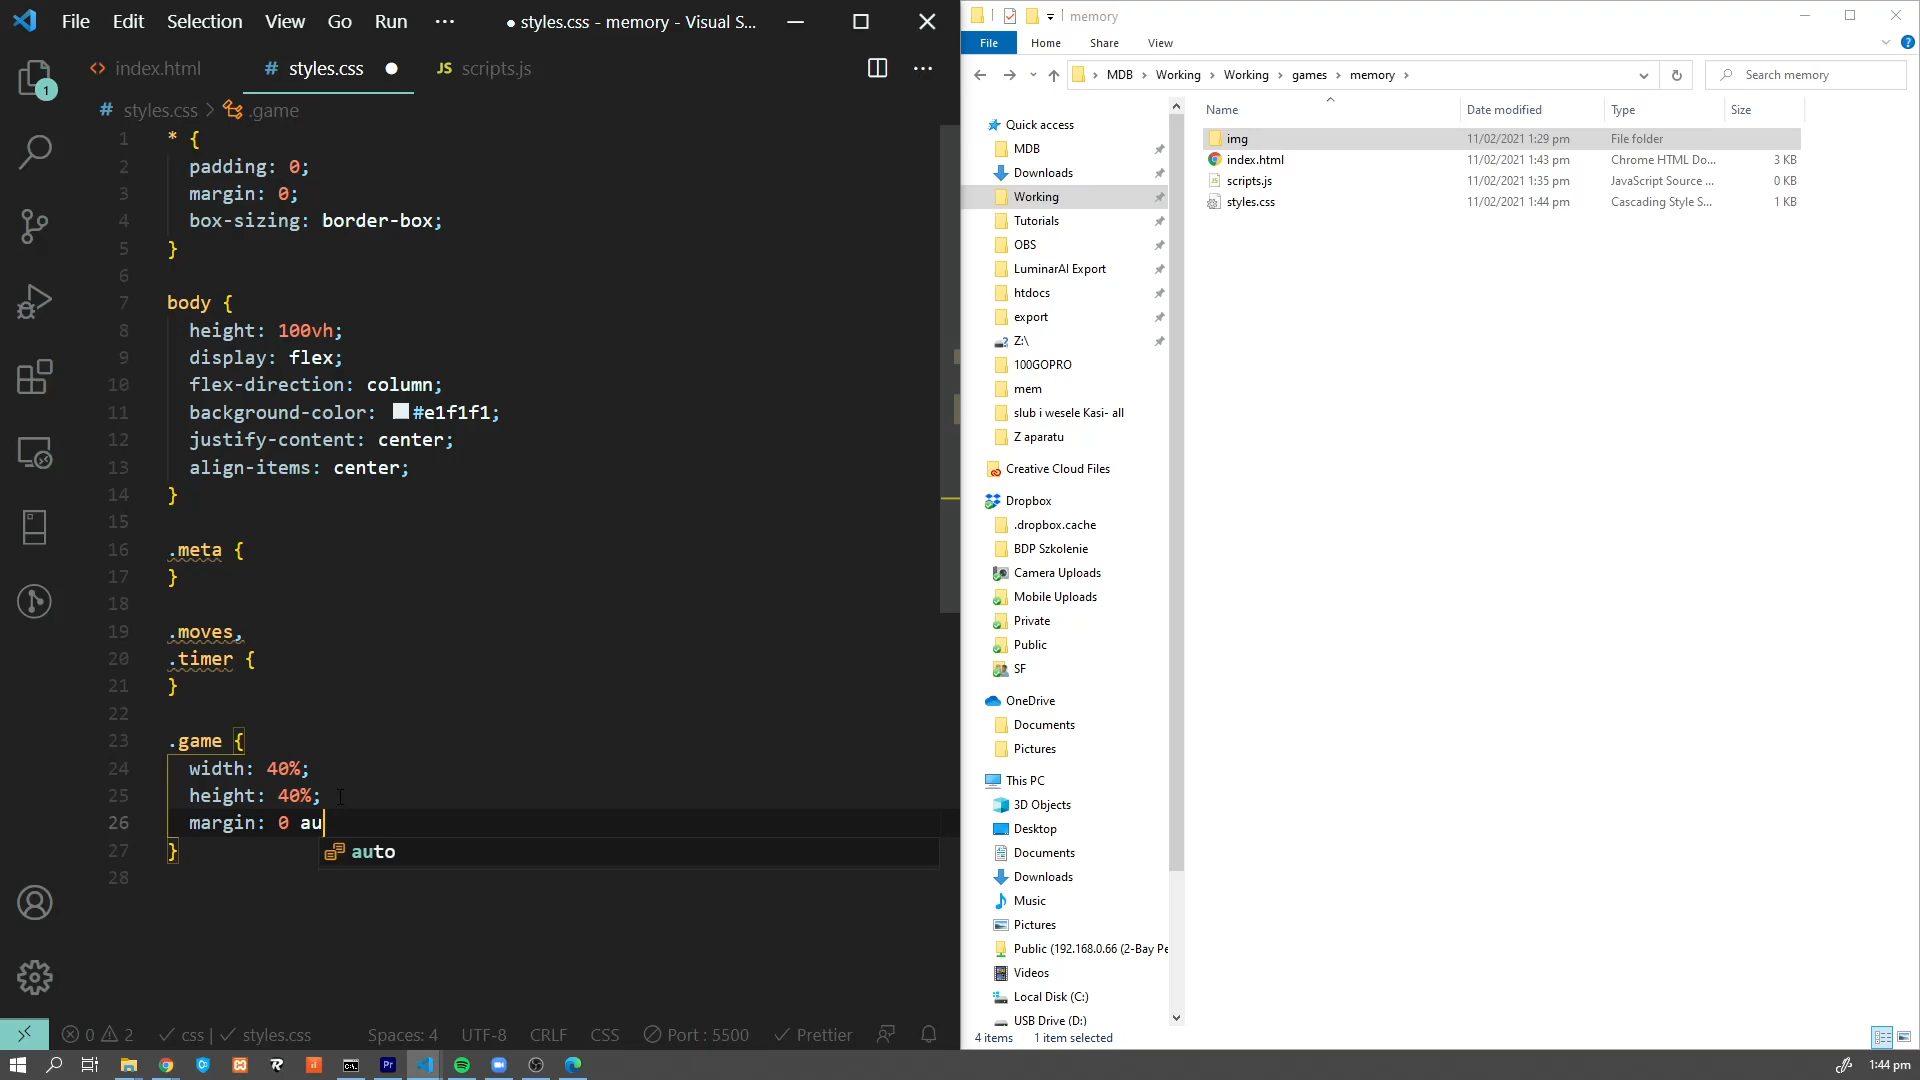 File Edit Selection View Go Run ··· ● styles.css - memory - Visual S...
1
<> index.html # styles.css ● JS scripts.js
# styles.css > .game
1 * {
2 padding: 0;
3 margin: 0;
4 box-sizing: border-box;
5 }
6
7 body {
8 height: 100vh;
9 display: flex;
10 flex-direction: column;
11 background-color: #e1f1f1;
12 justify-content: center;
13 align-items: center;
14 }
15
16 .meta {
17 }
18
19 .moves,
20 .timer {
21 }
22
23 .game {
24 width: 40%;
25 height: 40%;
26 margin: 0 au
27 }
auto
28
0 2 css | styles.css Spaces: 4 UTF-8 CRLF CSS Port : 5500 Prettier
memory
File Home Share View
MDB > Working > Working > games > memory >
Search memory
Name Date modified Type Size
img 11/02/2021 1:29 pm File folder
index.html 11/02/2021 1:43 pm Chrome HTML Do... 3 KB
scripts.js 11/02/2021 1:35 pm JavaScript Source ... 0 KB
styles.css 11/02/2021 1:44 pm Cascading Style S... 1 KB
Quick access
MDB
Downloads
Working
Tutorials
OBS
LuminarAI Export
htdocs
export
Z:\
100GOPRO
mem
slub i wesele Kasi- all
Z aparatu
Creative Cloud Files
Dropbox
.dropbox.cache
BDP Szkolenie
Camera Uploads
Mobile Uploads
Private
Public
SF
OneDrive
Documents
Pictures
This PC
3D Objects
Desktop
Documents
Downloads
Music
Pictures
Public (192.168.0.66 (2-Bay Pe
Videos
Local Disk (C:)
USB Drive (D:)
4 items 1 item selected
Pr
1:44 pm